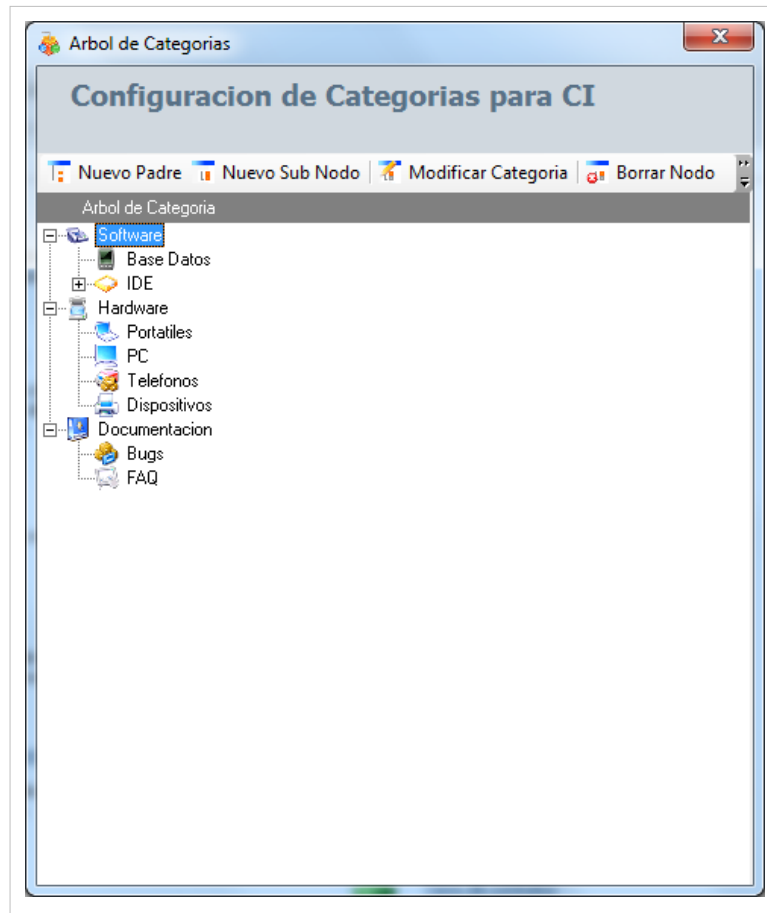 Arbol de Categorias
Configuracion de Categorias para CI
Nuevo Padre Nuevo Sub Nodo Modificar Categoria Borrar Nodo
Arbol de Categoria
Software
Base Datos
IDE
Hardware
Portatiles
PC
Telefonos
Dispositivos
Documentacion
Bugs
FAQ